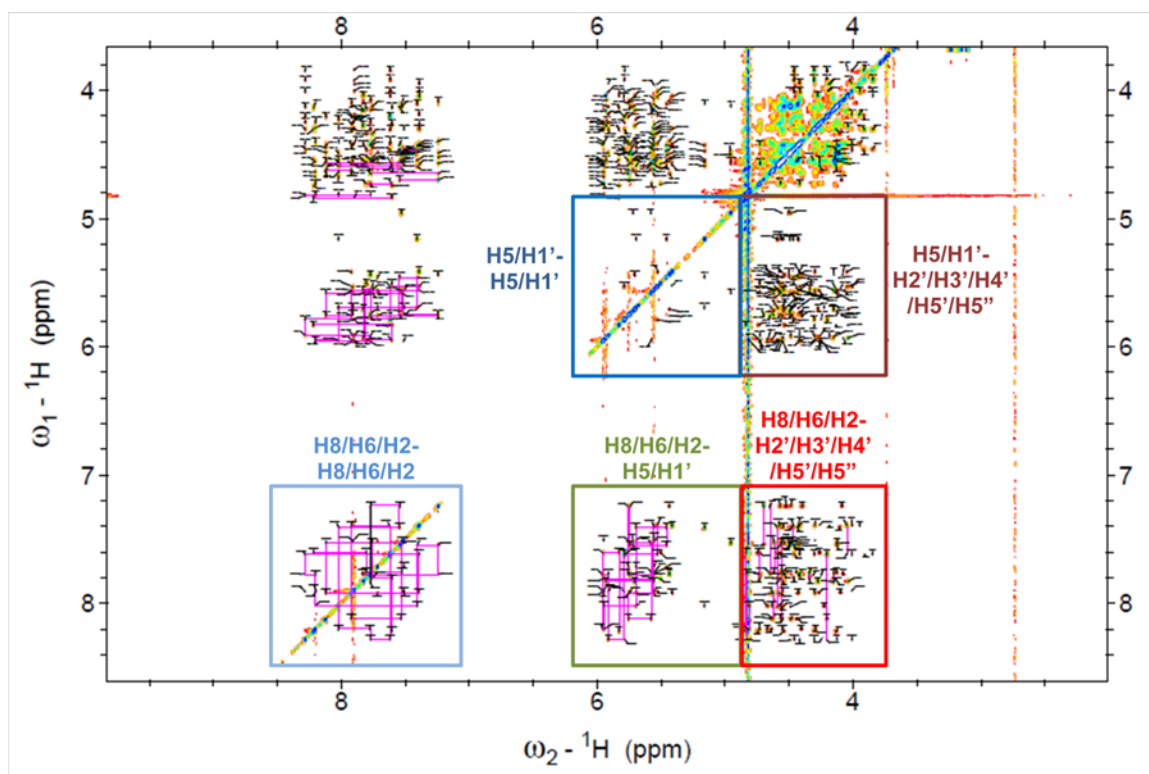 8 6 4
4
4
5
5
H5/H1’-
H5/H1’
H5/H1’-
H2’/H3’/H4’
/H5’/H5”
6
6
ω₁ - ¹H (ppm)
H8/H6/H2-
H8/H6/H2
H8/H6/H2-
H5/H1’
H8/H6/H2-
H2’/H3’/H4’
/H5’/H5”
7
7
8
8
8 6 4
ω₂ - ¹H (ppm)